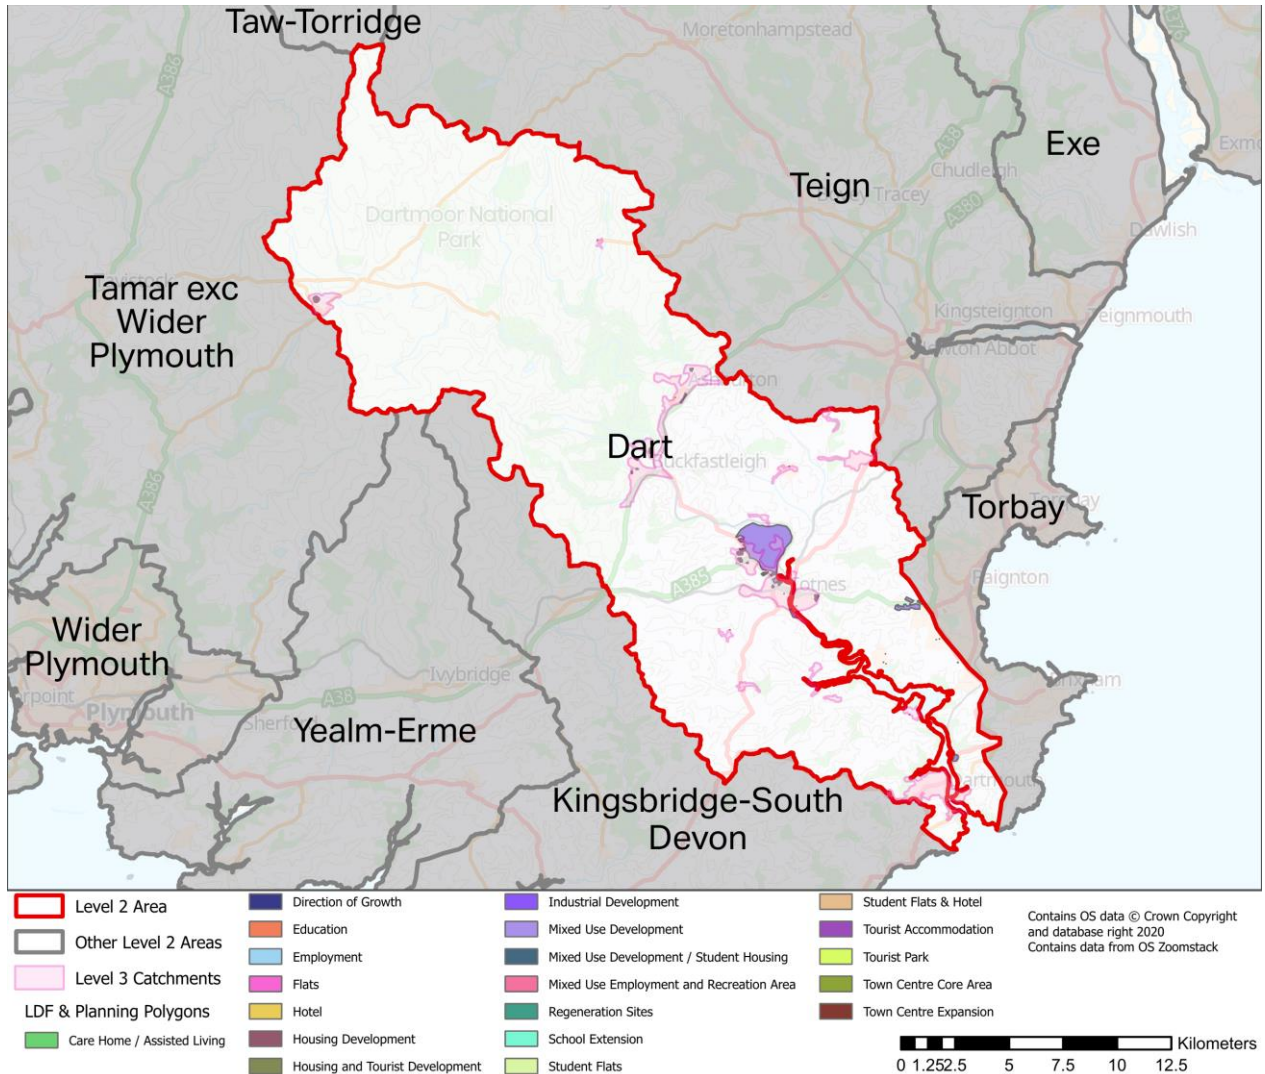 Taw-Torridge
Moretonhampstead
A386
A376
A38
Exe
Chudleigh
Teign
Tracey
A380
Dawlish
Dartmoor National
Park
Tamar exc
Wider
Plymouth
Kingsteignton
Teignmouth
Newton Abbot
Ashburton
Dart
uckfastleigh
A386
Torbay
A385
Totnes
Paignton
Wider
Plymouth
Ivybridge
Plymouth
A38
Yealm-Erme
Kingsbridge-South
Devon
artmouth
Level 2 Area
Other Level 2 Areas
Level 3 Catchments
LDF & Planning Polygons
Care Home / Assisted Living
Direction of Growth
Education
Employment
Flats
Hotel
Housing Development
Housing and Tourist Development
Industrial Development
Mixed Use Development
Mixed Use Development / Student Housing
Mixed Use Employment and Recreation Area
Regeneration Sites
School Extension
Student Flats
Student Flats & Hotel
Tourist Accommodation
Tourist Park
Town Centre Core Area
Town Centre Expansion
Contains OS data © Crown Copyright
and database right 2020
Contains data from OS Zoomstack
Kilometers
0 1.252.5 5 7.5 10 12.5